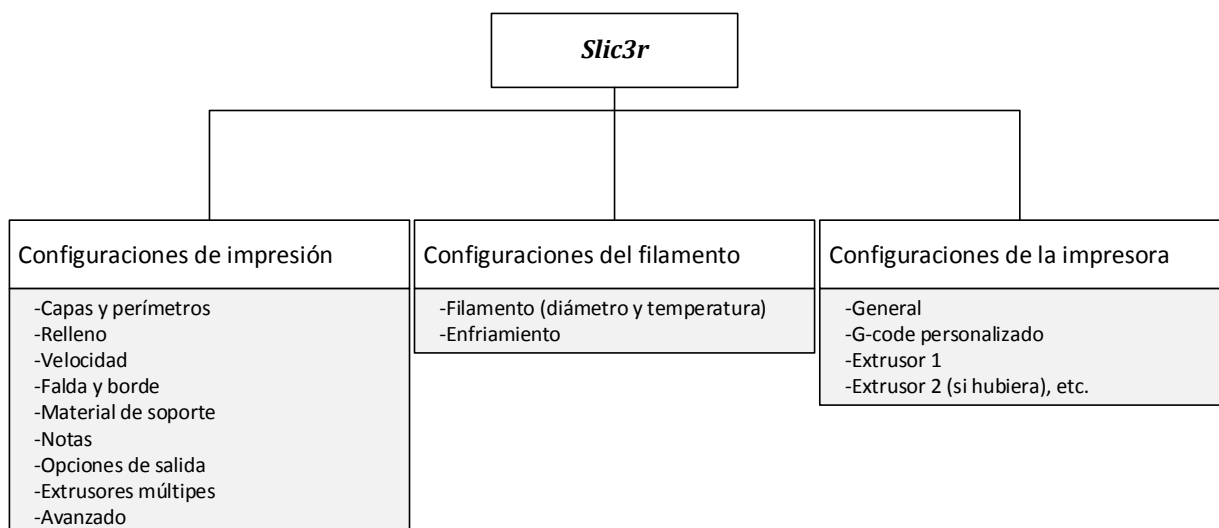 Slic3r
Configuraciones de impresión
-Capas y perímetros
-Relleno
-Velocidad
-Falda y borde
-Material de soporte
-Notas
-Opciones de salida
-Extrusores múltipes
-Avanzado
Configuraciones del filamento
-Filamento (diámetro y temperatura)
-Enfriamiento
Configuraciones de la impresora
-General
-G-code personalizado
-Extrusor 1
-Extrusor 2 (si hubiera), etc.